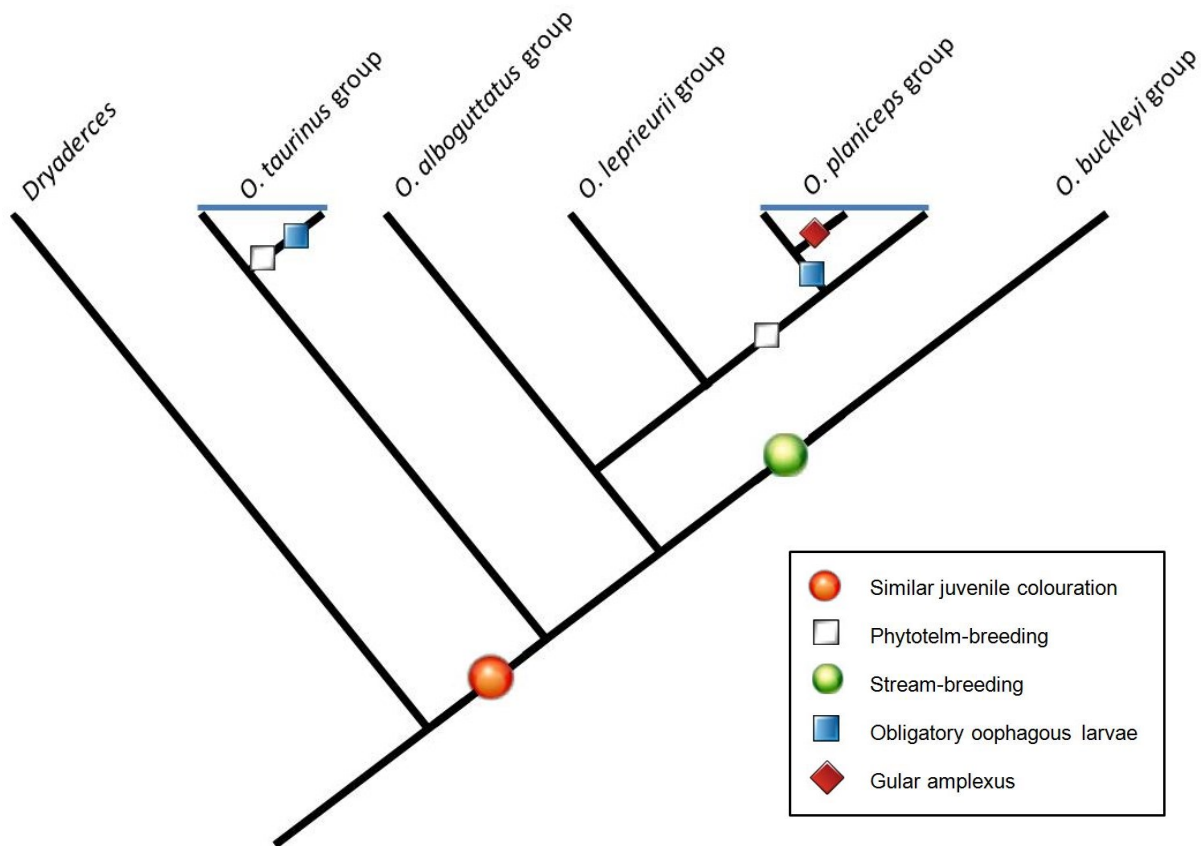 Dryaderces
O. taurinus group
O. alboguttatus group
O. leprieurii group
O. planiceps group
O. buckleyi group
Similar juvenile colouration
Phytotelm-breeding
Stream-breeding
Obligatory oophagous larvae
Gular amplexus